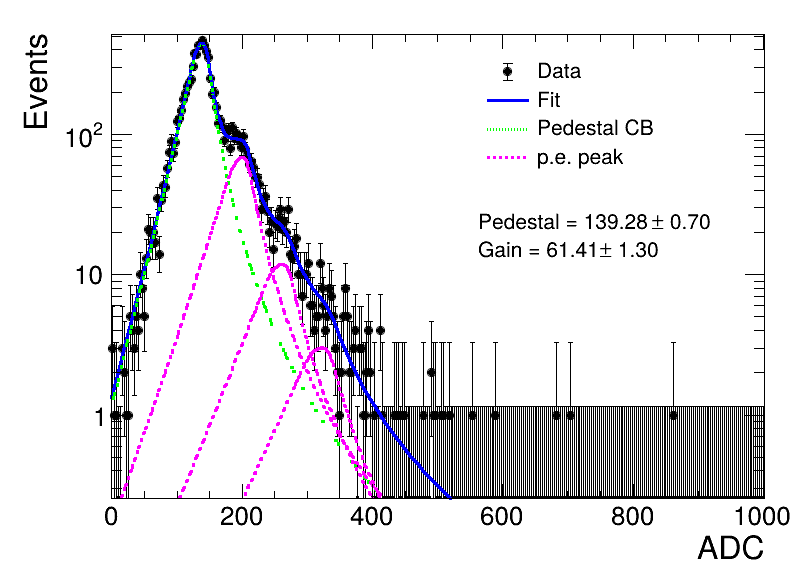 Events
Data
Fit
Pedestal CB
p.e. peak
Pedestal = 139.28 ± 0.70
Gain = 61.41 ± 1.30
10²
10
1
0 200 400 600 800 1000
ADC